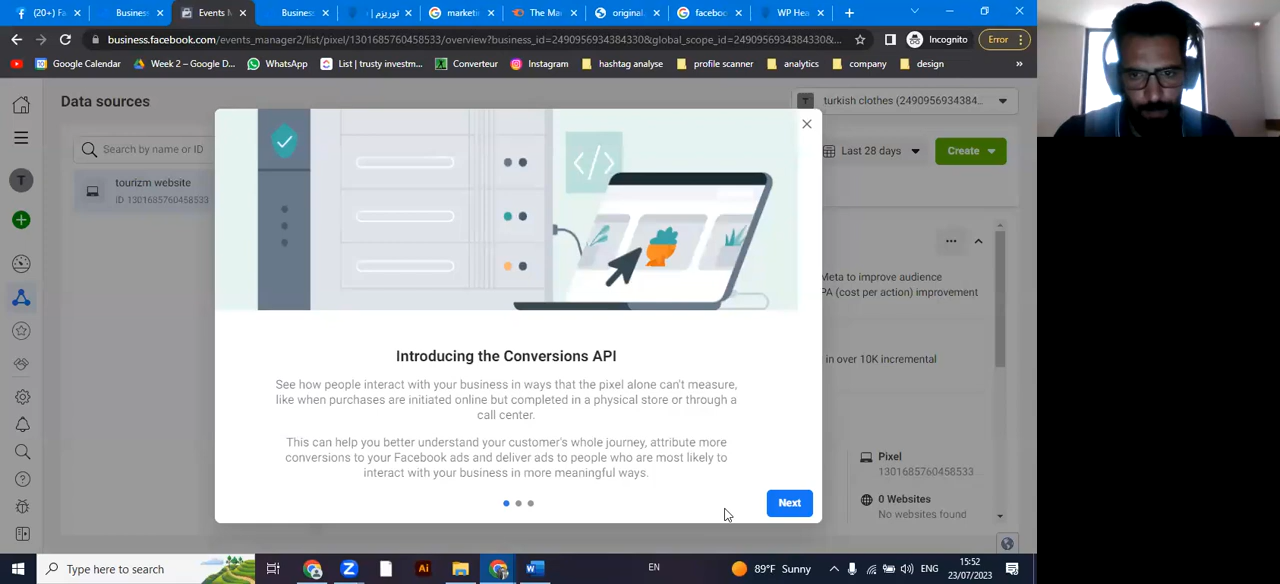 (20+) Fa
Business
Events M
Business
توریزم | ن
marketin
The Mar
original.
faceboo
WP Hea
business.facebook.com/events_manager2/list/pixel/1301685760458533/overview?business_id=2490956934384330&global_scope_id=2490956934384330&...
Incognito
Error
Google Calendar
Week 2 – Google D...
WhatsApp
List | trusty investm...
Converteur
Instagram
hashtag analyse
profile scanner
analytics
company
design
»
Data sources
T turkish clothes (2490956934384...
Search by name or ID
Last 28 days
Create
T
tourizm website
ID 1301685760458533
Meta to improve audience
PA (cost per action) improvement
in over 10K incremental
Introducing the Conversions API
See how people interact with your business in ways that the pixel alone can't measure,
like when purchases are initiated online but completed in a physical store or through a
call center.
This can help you better understand your customer's whole journey, attribute more
conversions to your Facebook ads and deliver ads to people who are most likely to
interact with your business in more meaningful ways.
Next
Pixel
1301685760458533
0 Websites
No websites found
Type here to search
Ai
EN
89°F Sunny
ENG
15:52
23/07/2023